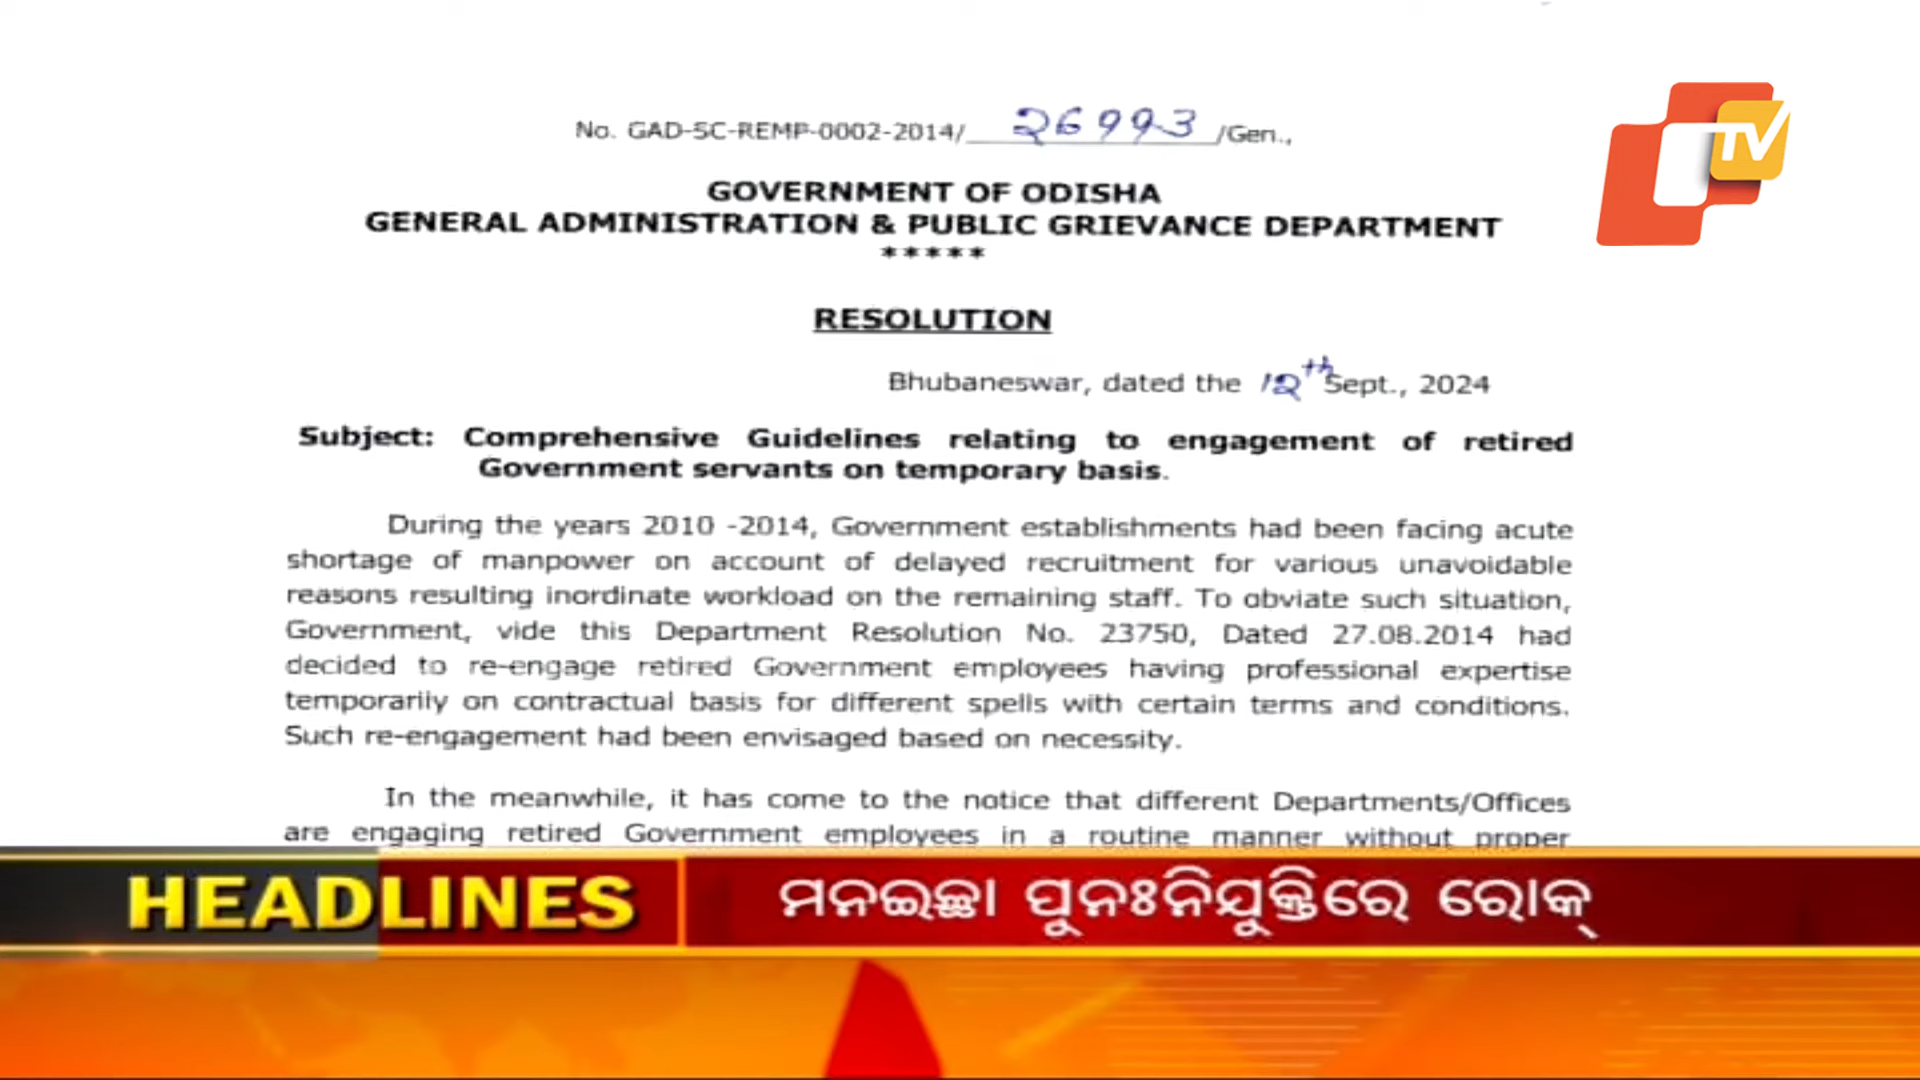 No. GAD-SC-REMP-0002-2014/ 26993 /Gen.,
TV
GOVERNMENT OF ODISHA
GENERAL ADMINISTRATION & PUBLIC GRIEVANCE DEPARTMENT
*****
RESOLUTION
Bhubaneswar, dated the 12th Sept., 2024
Subject: Comprehensive Guidelines relating to engagement of retired
Government servants on temporary basis.
During the years 2010 -2014, Government establishments had been facing acute
shortage of manpower on account of delayed recruitment for various unavoidable
reasons resulting inordinate workload on the remaining staff. To obviate such situation,
Government, vide this Department Resolution No. 23750, Dated 27.08.2014 had
decided to re-engage retired Government employees having professional expertise
temporarily on contractual basis for different spells with certain terms and conditions.
Such re-engagement had been envisaged based on necessity.
In the meanwhile, it has come to the notice that different Departments/Offices
are engaging retired Government employees in a routine manner without proper
HEADLINES
ମନଇଚ୍ଛା ପୁନଃନିଯୁକ୍ତିରେ ରୋକ୍